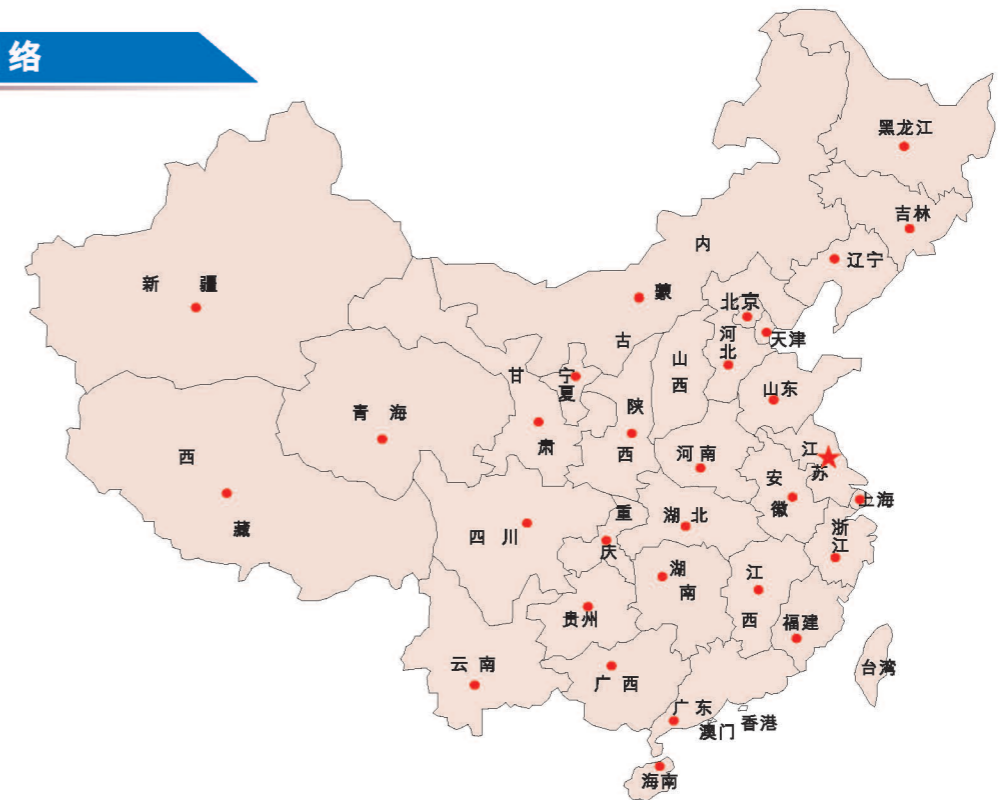 络
黑龙江
吉林
辽宁
内
蒙
古
新 疆
北京
天津
河
北
山
西
山东
甘
肃
宁
夏
陕
西
青 海
西
藏
河南
江
苏
安
徽
上海
浙
江
四 川
重
庆
湖 北
湖
南
江
西
福建
贵州
云 南
广 西
广 东
台湾
澳门
香港
海南